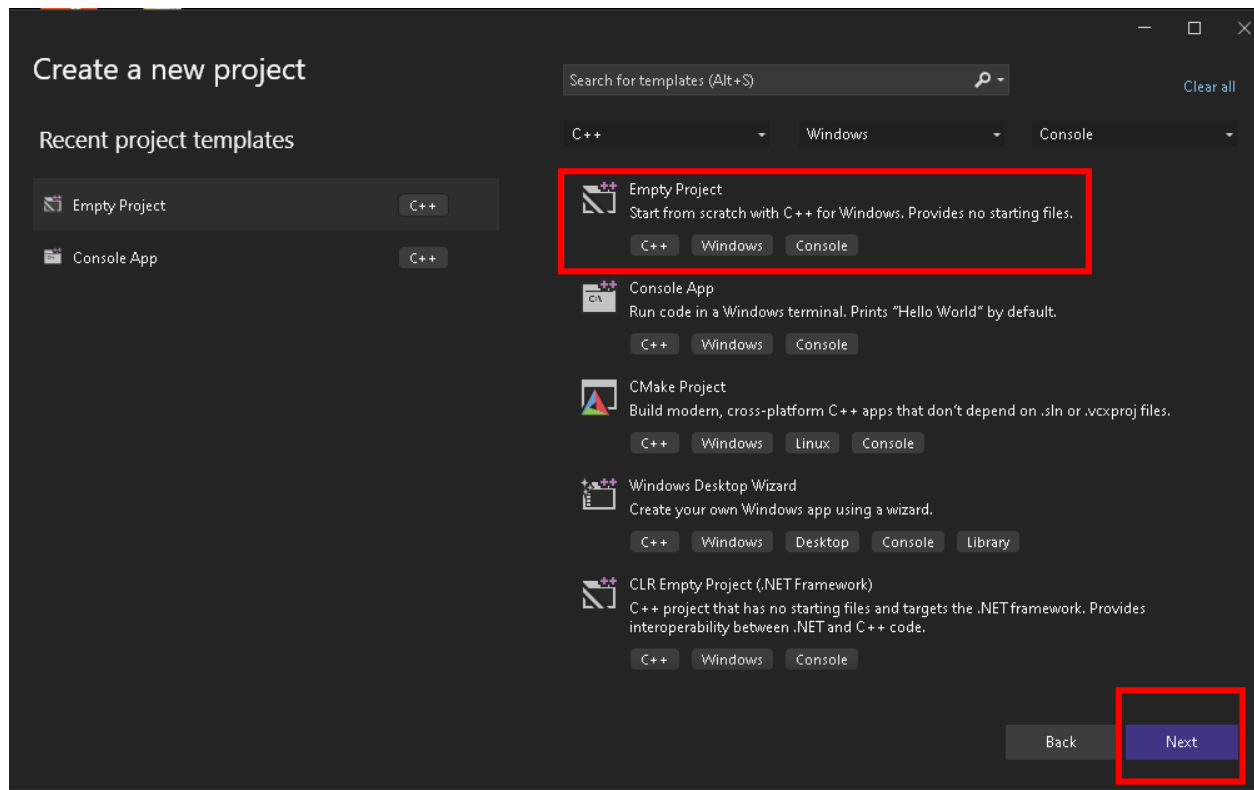 Create a new project
Search for templates (Alt+S)
Clear all
Recent project templates
C++
Windows
Console
Empty Project
C++
Console App
C++
Empty Project
Start from scratch with C++ for Windows. Provides no starting files.
C++ Windows Console
Console App
Run code in a Windows terminal. Prints "Hello World" by default.
C++ Windows Console
CMake Project
Build modern, cross-platform C++ apps that don't depend on .sln or .vcxproj files.
C++ Windows Linux Console
Windows Desktop Wizard
Create your own Windows app using a wizard.
C++ Windows Desktop Console Library
CLR Empty Project (.NET Framework)
C++ project that has no starting files and targets the .NET framework. Provides
interoperability between .NET and C++ code.
C++ Windows Console
Back
Next